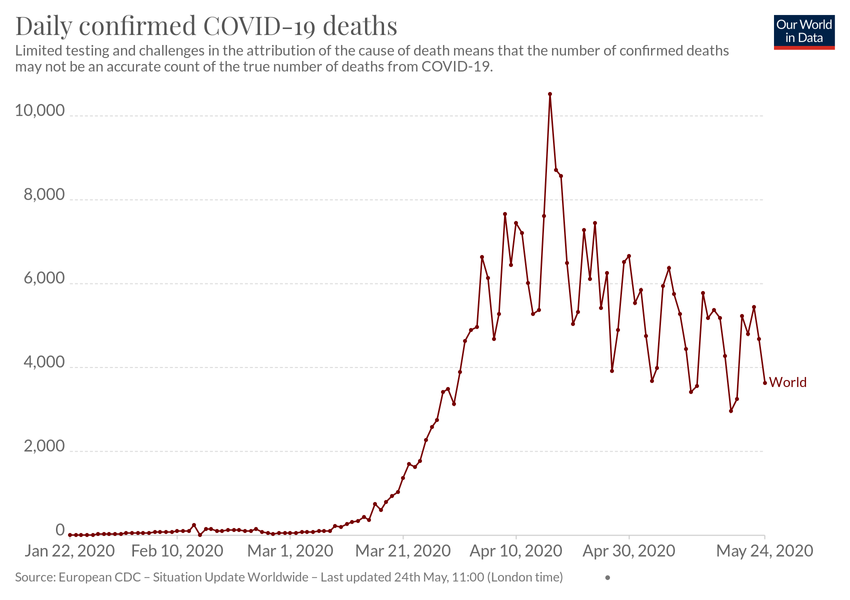 Daily confirmed COVID-19 deaths
Our World
in Data
Limited testing and challenges in the attribution of the cause of death means that the number of confirmed deaths
may not be an accurate count of the true number of deaths from COVID-19.
10,000
8,000
6,000
4,000
World
2,000
0
Jan 22, 2020 Feb 10, 2020 Mar 1, 2020 Mar 21, 2020 Apr 10, 2020 Apr 30, 2020 May 24, 2020
Source: European CDC – Situation Update Worldwide – Last updated 24th May, 11:00 (London time) •